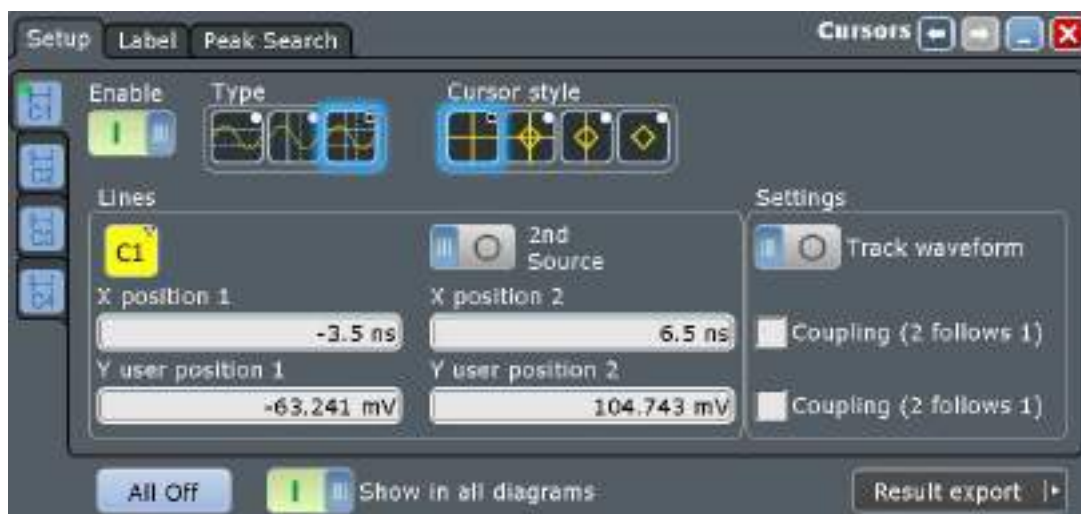 Setup Label Peak Search Cursors
Enable Type Cursor style
Lines Settings
C1 2nd Source Track waveform
X position 1 X position 2
-3.5 ns 6.5 ns Coupling (2 follows 1)
Y user position 1 Y user position 2
-63.241 mV 104.743 mV Coupling (2 follows 1)
All Off Show in all diagrams Result export